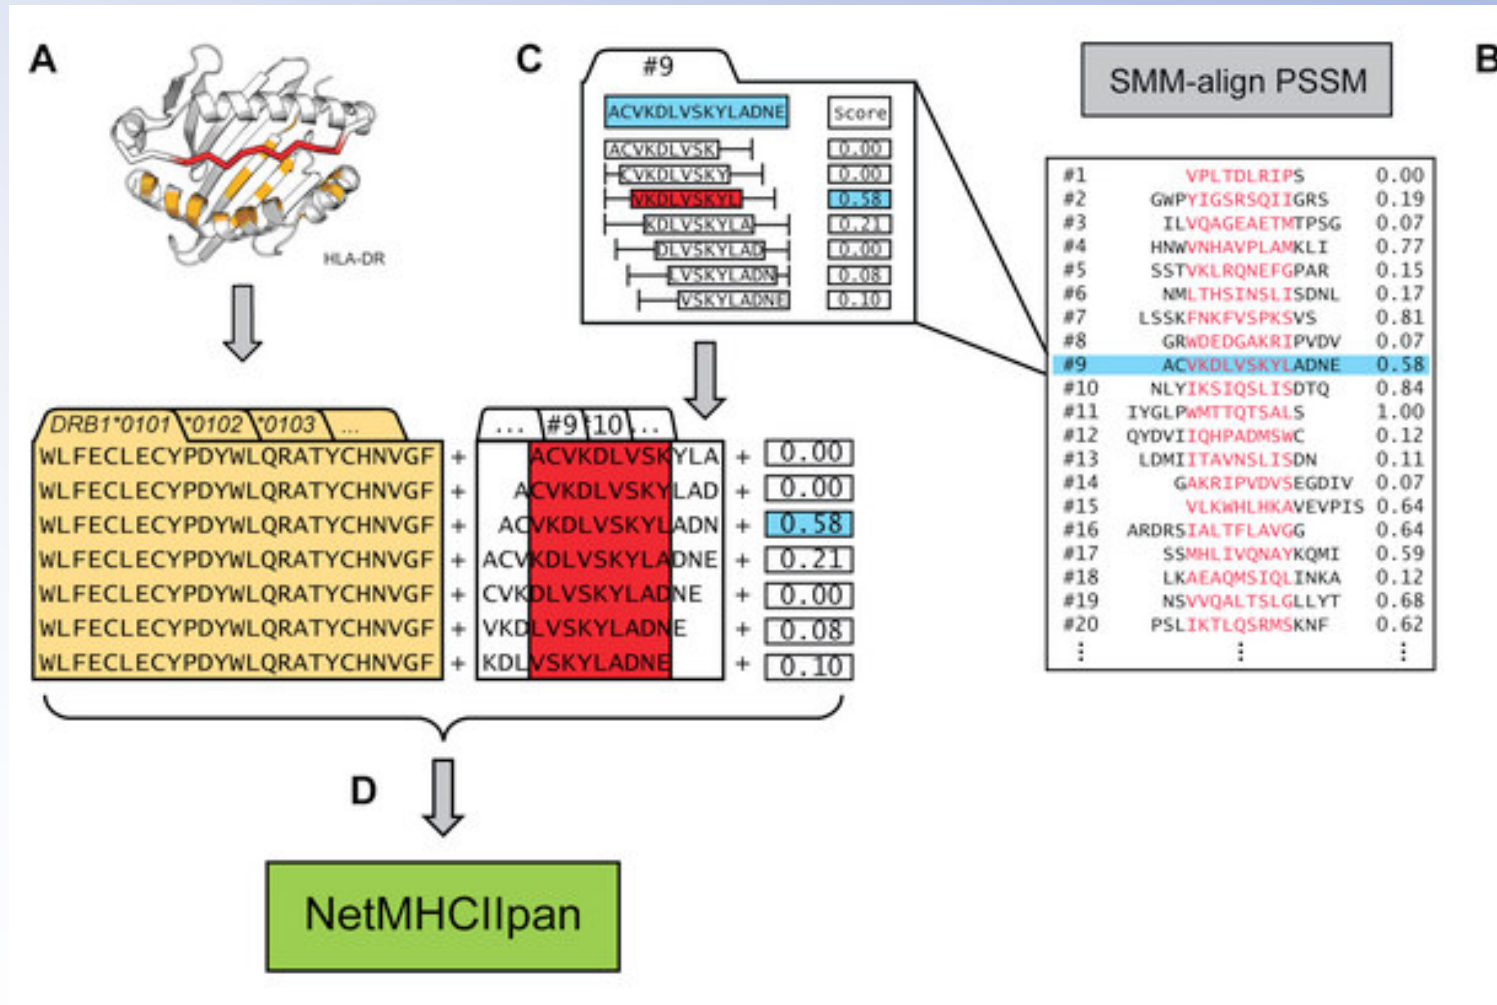 A
HLA-DR
C
#9
ACVKDLVSKYLADNE Score
ACVKDLVSK 0.00
CVKDLVSKY 0.00
VKDLVSKYL 0.58
KDLVSKYLA 0.21
DLVSKYLAD 0.00
LVSKYLADN 0.08
VSKYLADNE 0.10
B
SMM-align PSSM
#1 VPLTDLRIPS 0.00
#2 GWPYIGSRSQIIGRS 0.19
#3 ILVQAGEAETMTPSG 0.07
#4 HNWVNHAVPLAMKLI 0.77
#5 SSTVKLRQNEFGPAR 0.15
#6 NMLTHSINSLISDNL 0.17
#7 LSSKFNKFVSPKSVS 0.81
#8 GRWDEDGAKRIPVDV 0.07
#9 ACVKDLVSKYLADNE 0.58
#10 NLYIKSIQSLISDTQ 0.84
#11 IYGLPWMTTQTSALS 1.00
#12 QYDVIIQHPADMSWC 0.12
#13 LDMIITAVNSLISDN 0.11
#14 GAKRIPVDVSEGDIV 0.07
#15 VLKWHLHKAVEVPIS 0.64
#16 ARDRSIALTFLAVGG 0.64
#17 SSMHLIVQNAYKQMI 0.59
#18 LKAEAQMSIQLINKA 0.12
#19 NSVVQALTSLGLLYT 0.68
#20 PSLIKTLQSRMSKNF 0.62
⋮ ⋮ ⋮
DRB1*0101 *0102 *0103 ... ... #9 #10 ...
WLFECLECYPDYWLQRATYCHNVGF + ACVKDLVSKYLA + 0.00
WLFECLECYPDYWLQRATYCHNVGF + ACVKDLVSKYLAD + 0.00
WLFECLECYPDYWLQRATYCHNVGF + ACVKDLVSKYLADN + 0.58
WLFECLECYPDYWLQRATYCHNVGF + ACVKDLVSKYLADNE + 0.21
WLFECLECYPDYWLQRATYCHNVGF + CVKDLVSKYLADNE + 0.00
WLFECLECYPDYWLQRATYCHNVGF + VKDLVSKYLADNE + 0.08
WLFECLECYPDYWLQRATYCHNVGF + KDLVSKYLADNE + 0.10
D
NetMHCIIpan